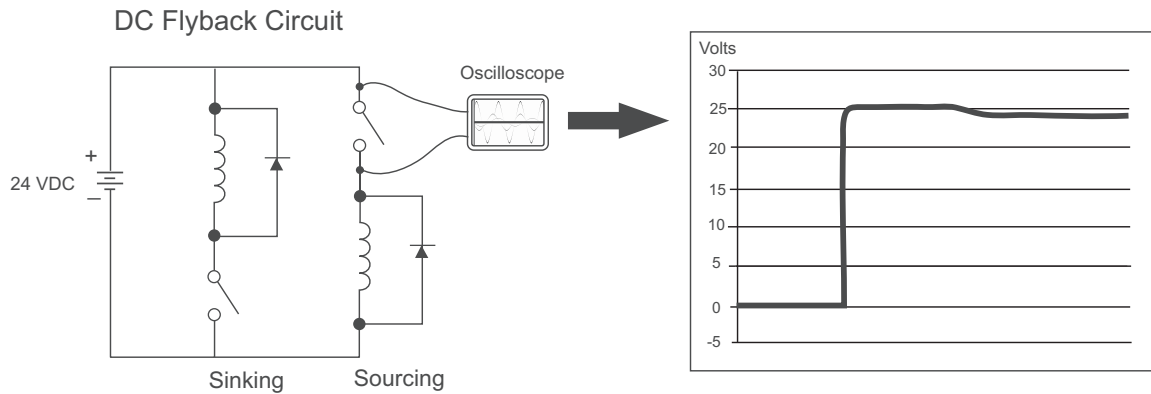 DC Flyback Circuit
Oscilloscope
+
24 VDC
–
Sinking
Sourcing
Volts
30
25
20
15
10
5
0
-5